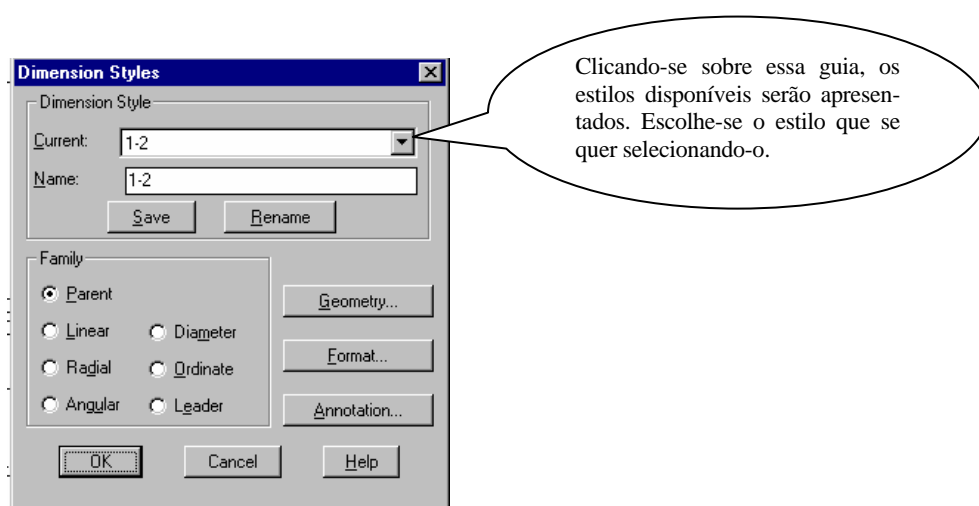 Dimension Styles
Dimension Style
Current: 1-2
Name: 1-2
Save Rename
Family
Parent
Linear Diameter
Radial Ordinate
Angular Leader
Geometry...
Format...
Annotation...
OK Cancel Help
Clicando-se sobre essa guia, os
estilos disponíveis serão apresen-
tados. Escolhe-se o estilo que se
quer selecionando-o.